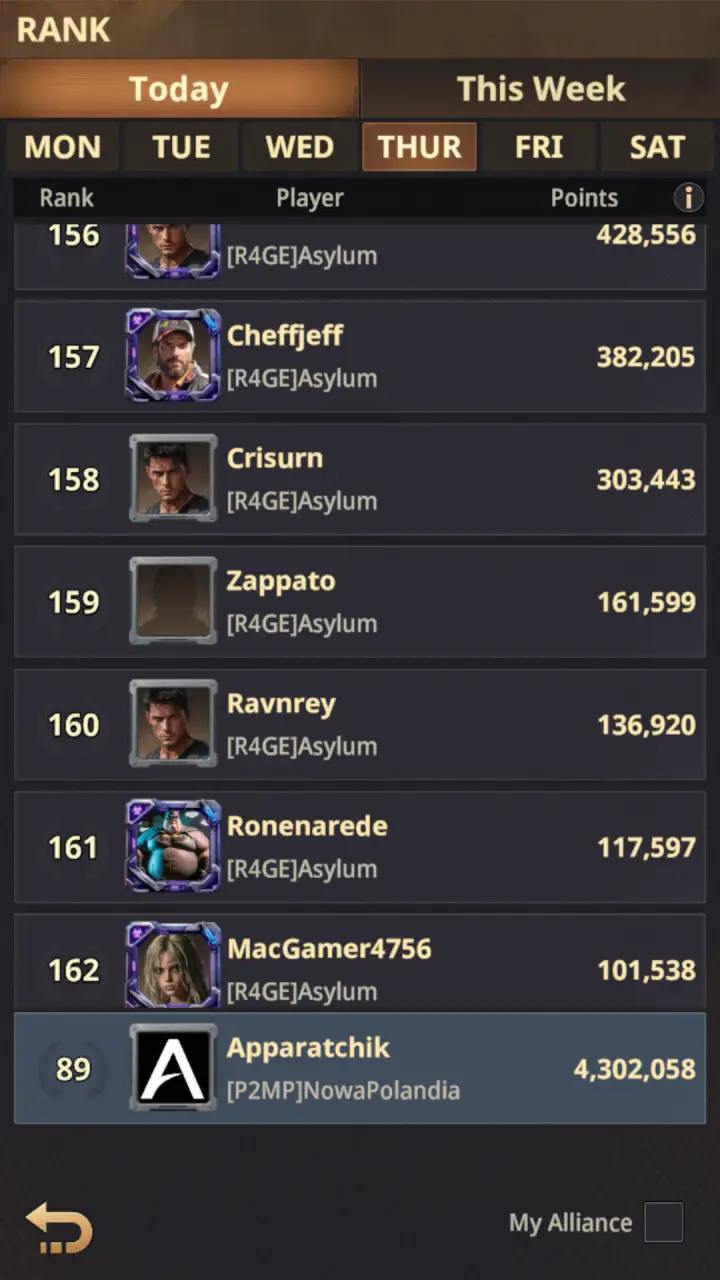 RANK
Today This Week
MON TUE WED THUR FRI SAT
Rank Player Points i
156 428,556
[R4GE]Asylum
Cheffjeff
157 382,205
[R4GE]Asylum
Crisurn
158 303,443
[R4GE]Asylum
Zappato
159 161,599
[R4GE]Asylum
Ravnrey
160 136,920
[R4GE]Asylum
Ronenarede
161 117,597
[R4GE]Asylum
MacGamer4756
162 101,538
[R4GE]Asylum
Apparatchik
89 A 4,302,058
[P2MP]NowaPolandia
My Alliance